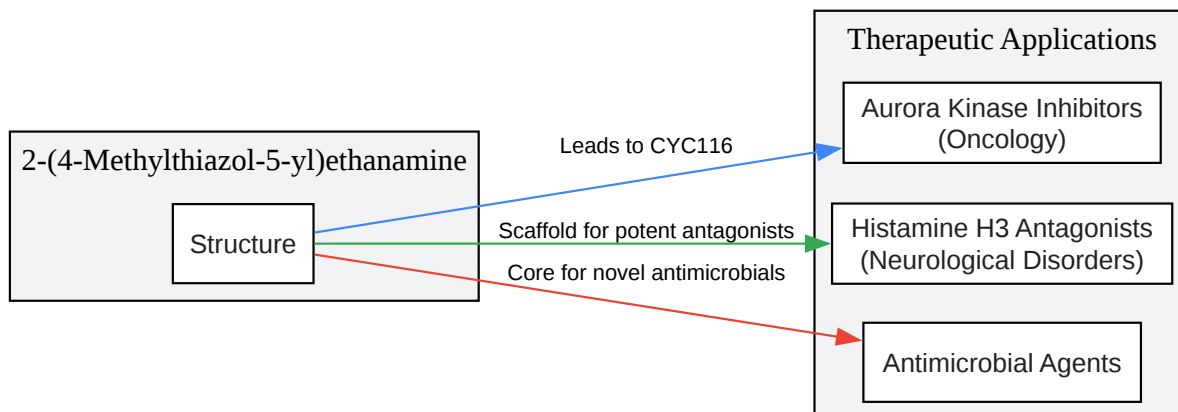 2-(4-Methylthiazol-5-yl)ethanamine
Structure
Leads to CYC116
Scaffold for potent antagonists
Core for novel antimicrobials
Therapeutic Applications
Aurora Kinase Inhibitors
(Oncology)
Histamine H3 Antagonists
(Neurological Disorders)
Antimicrobial Agents